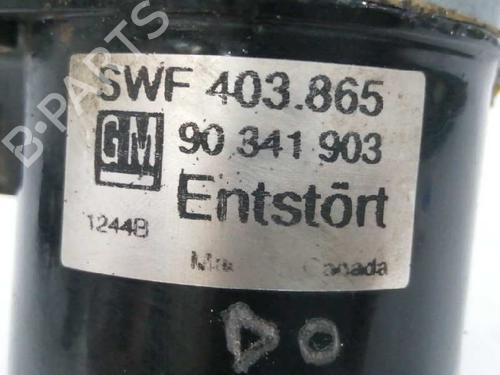 SWF 403.865
GM 90 341 903
Entstört
1244B
Canada
B-PARTS